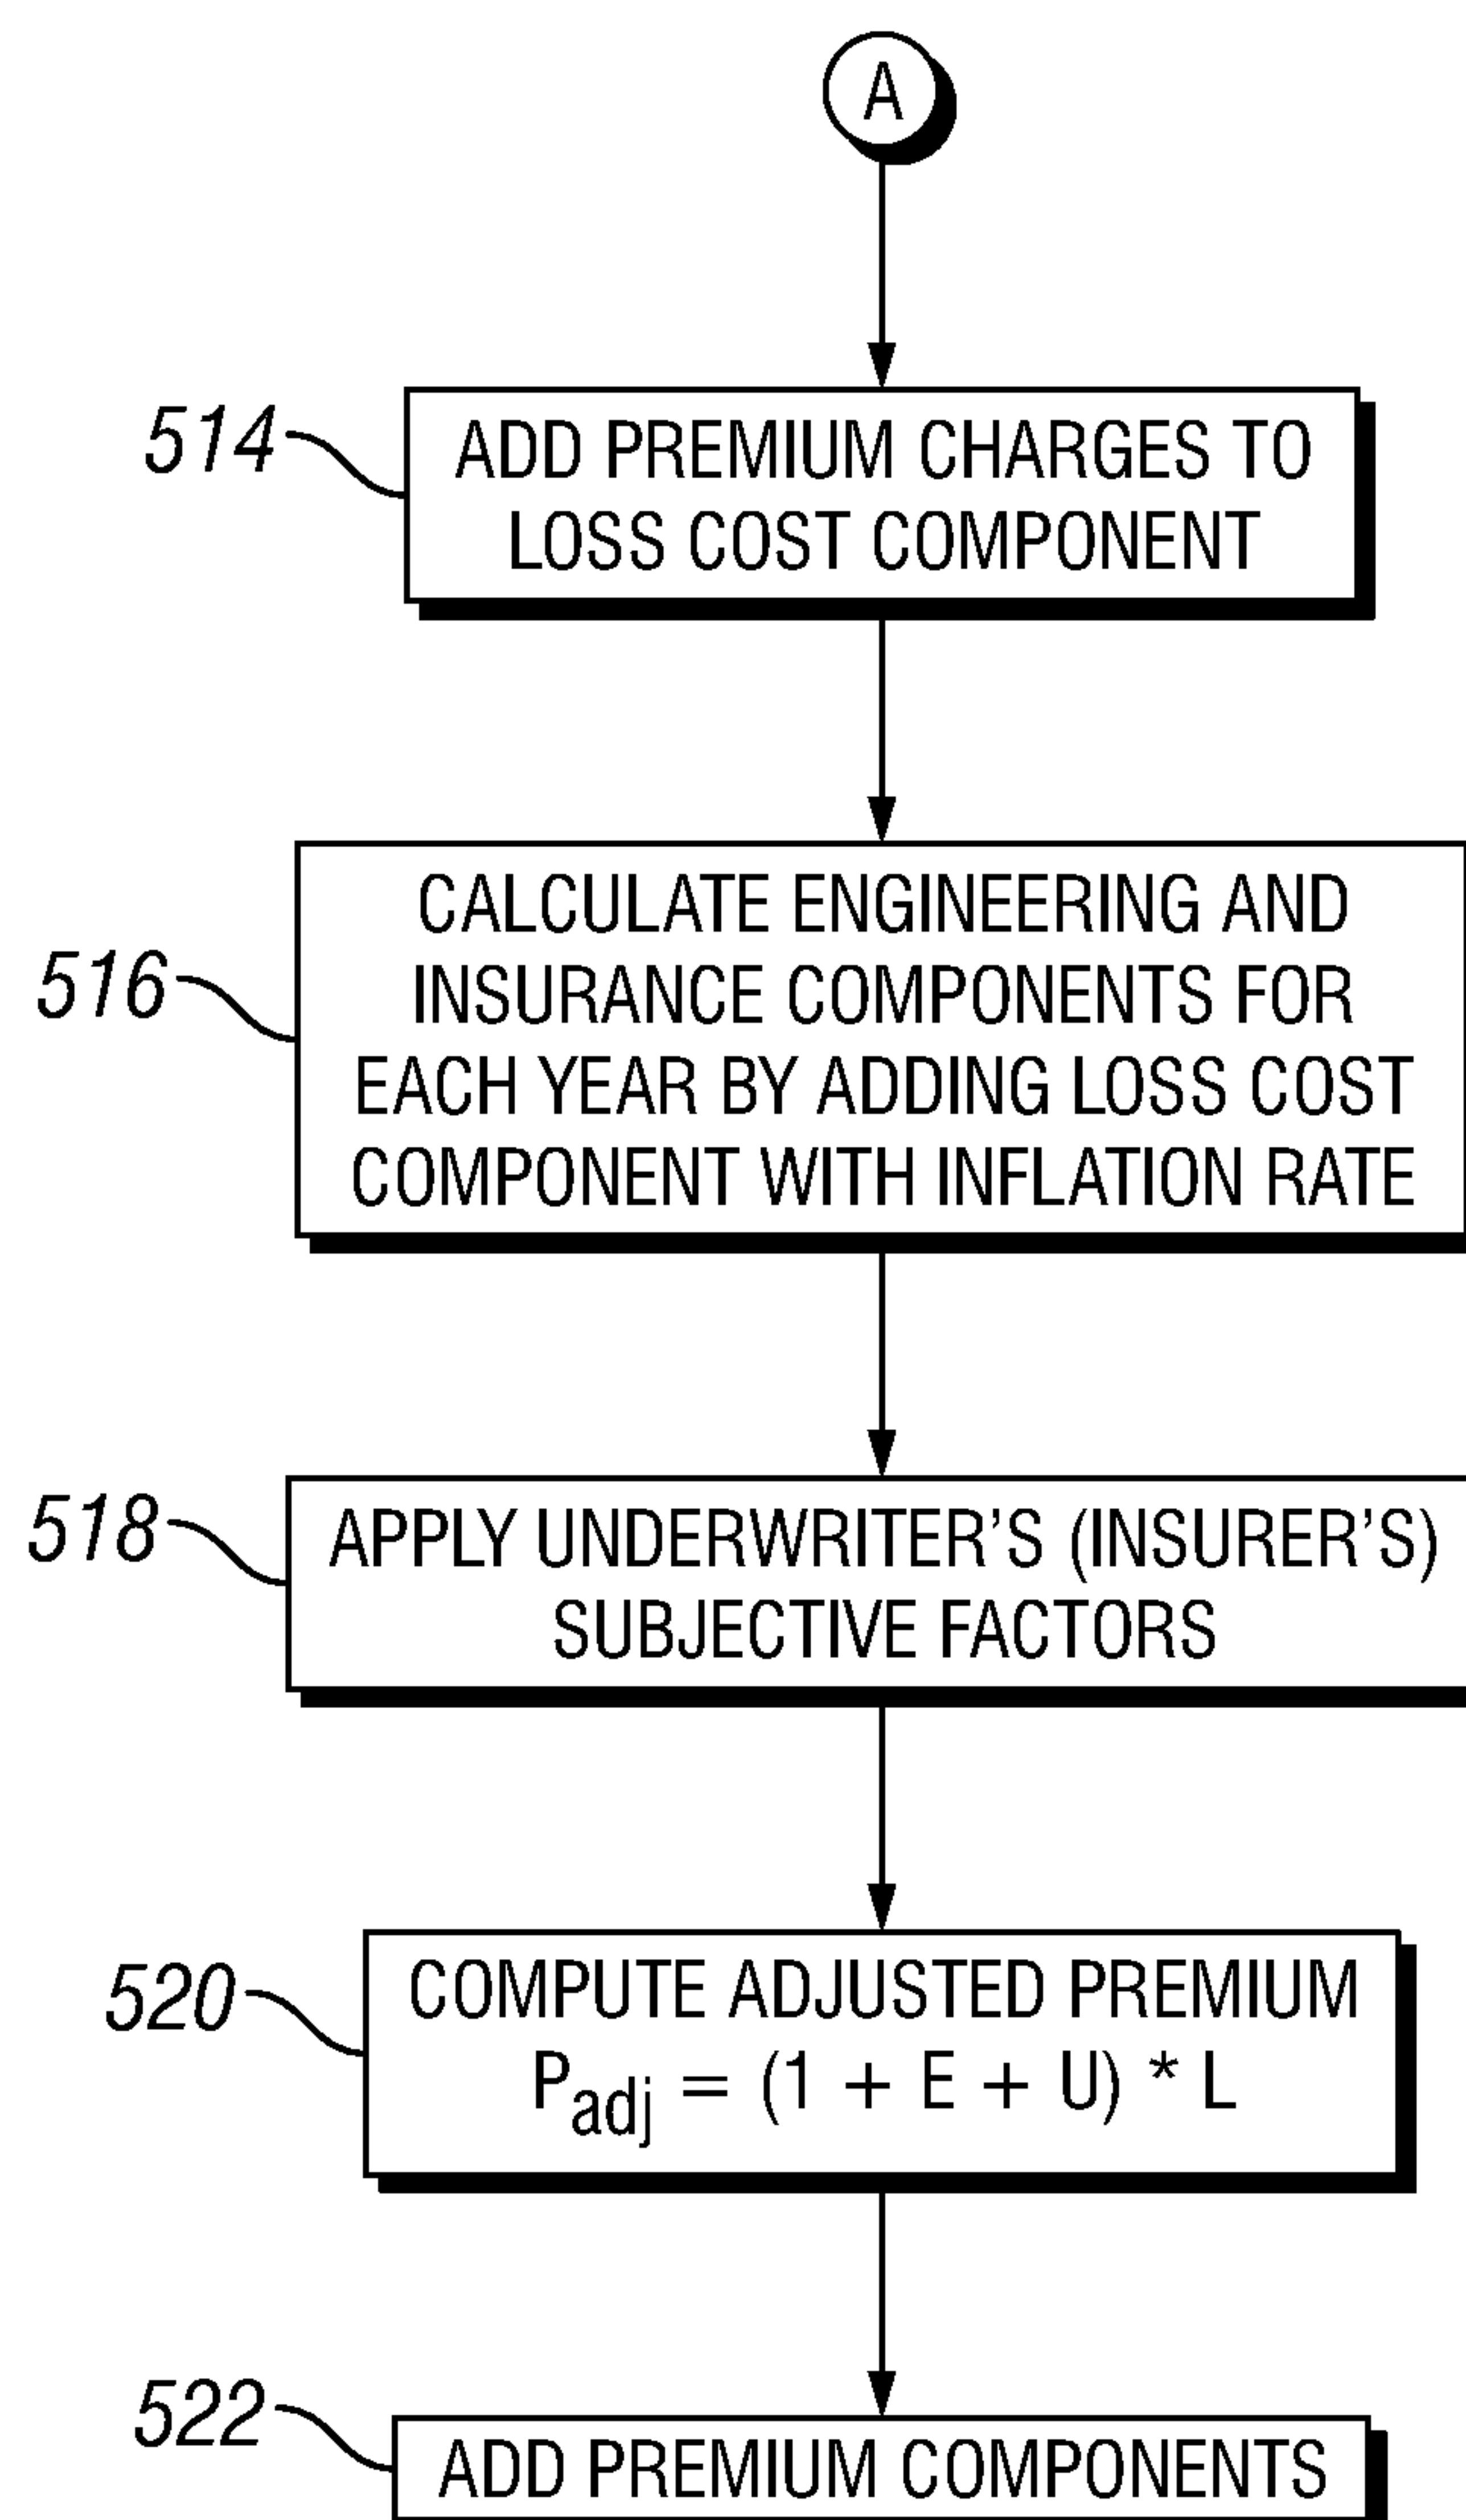 A
514
ADD PREMIUM CHARGES TO
LOSS COST COMPONENT
516
CALCULATE ENGINEERING AND
INSURANCE COMPONENTS FOR
EACH YEAR BY ADDING LOSS COST
COMPONENT WITH INFLATION RATE
518
APPLY UNDERWRITER'S (INSURER'S)
SUBJECTIVE FACTORS
520
COMPUTE ADJUSTED PREMIUM
Padj = (1 + E + U) * L
522
ADD PREMIUM COMPONENTS